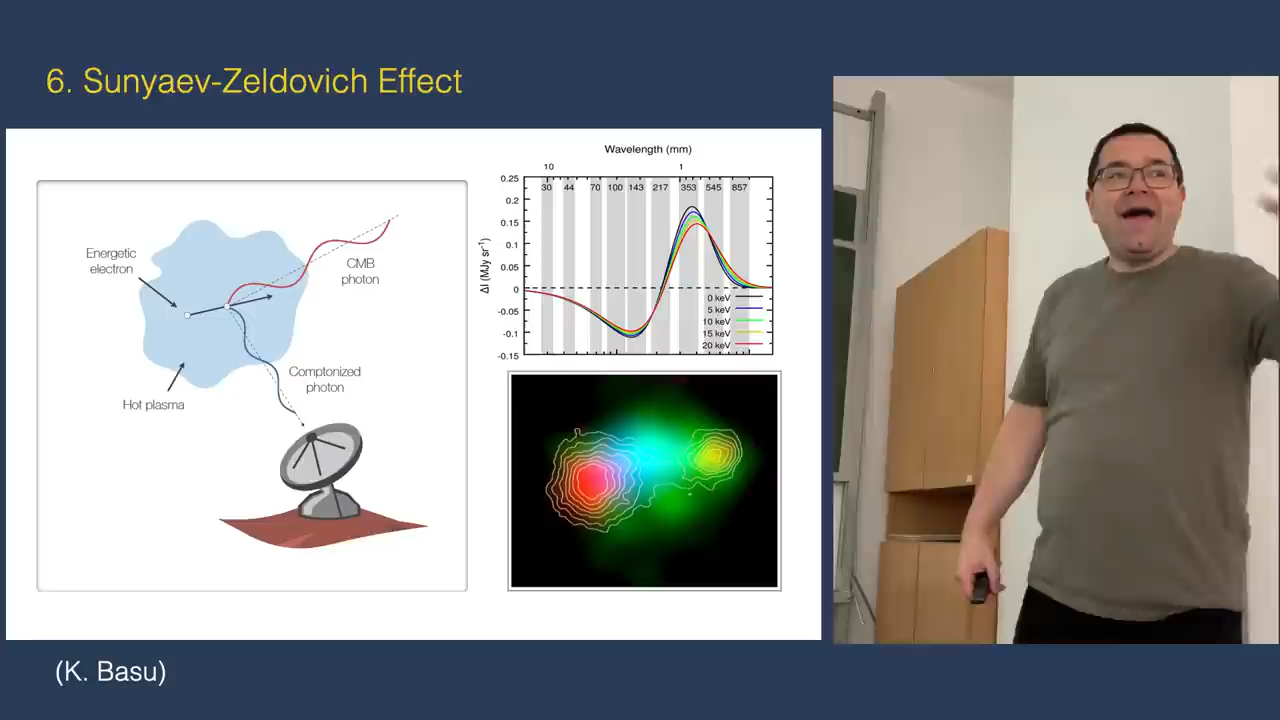 6. Sunyaev-Zeldovich Effect
Energetic
electron
CMB
photon
Comptonized
photon
Hot plasma
Wavelength (mm)
10 1
30 44 70 100 143 217 353 545 857
0.25
0.2
0.15
0.1
0.05
0
-0.05
-0.1
-0.15
ΔI (MJy sr⁻¹)
0 keV
5 keV
10 keV
15 keV
20 keV
(K. Basu)